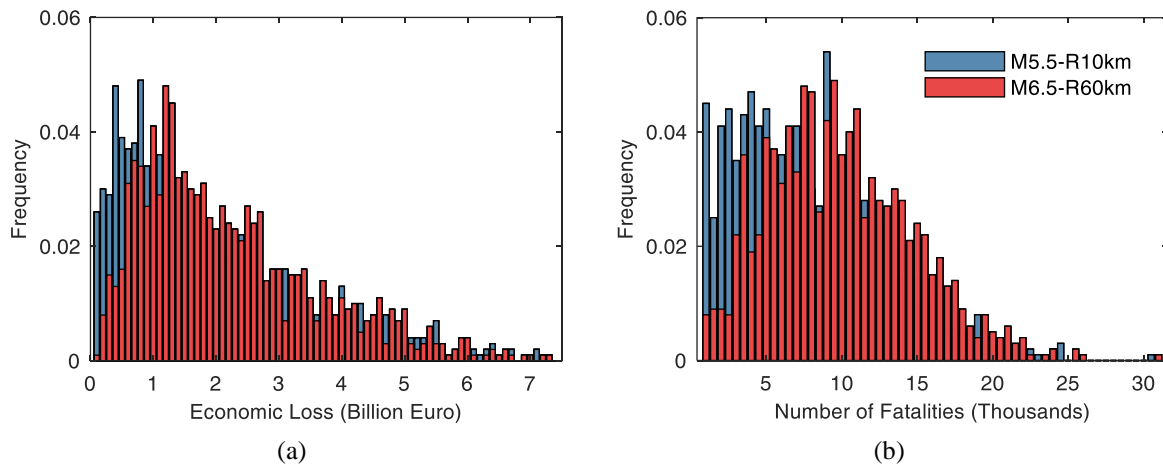 0.06
0.04
0.02
0
Frequency
0 1 2 3 4 5 6 7
Economic Loss (Billion Euro)
(a)
0.06
0.04
0.02
0
Frequency
M5.5-R10km
M6.5-R60km
5 10 15 20 25 30
Number of Fatalities (Thousands)
(b)